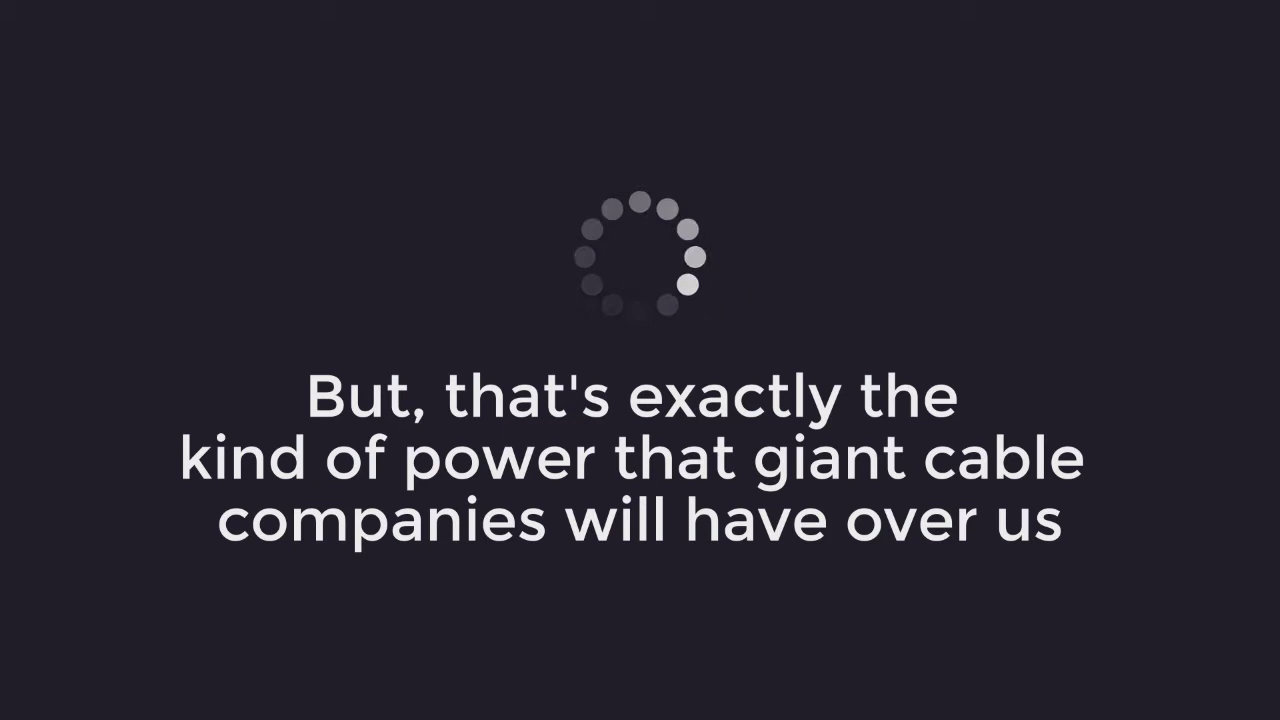 But, that's exactly the
kind of power that giant cable
companies will have over us